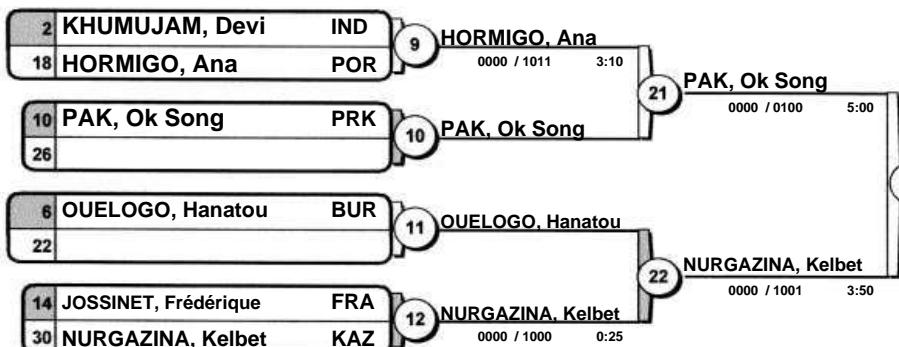 2 KHUMUJAM, Devi IND
18 HORMIGO, Ana POR
9
HORMIGO, Ana
0000 / 1011 3:10
10 PAK, Ok Song PRK
26
10
PAK, Ok Song
21
PAK, Ok Song
0000 / 0100 5:00
6 OUELOGO, Hanatou BUR
22
11
OUELOGO, Hanatou
14 JOSSINET, Frédérique FRA
30 NURGAZINA, Kelbet KAZ
12
NURGAZINA, Kelbet
0000 / 1000 0:25
22
NURGAZINA, Kelbet
0000 / 1001 3:50